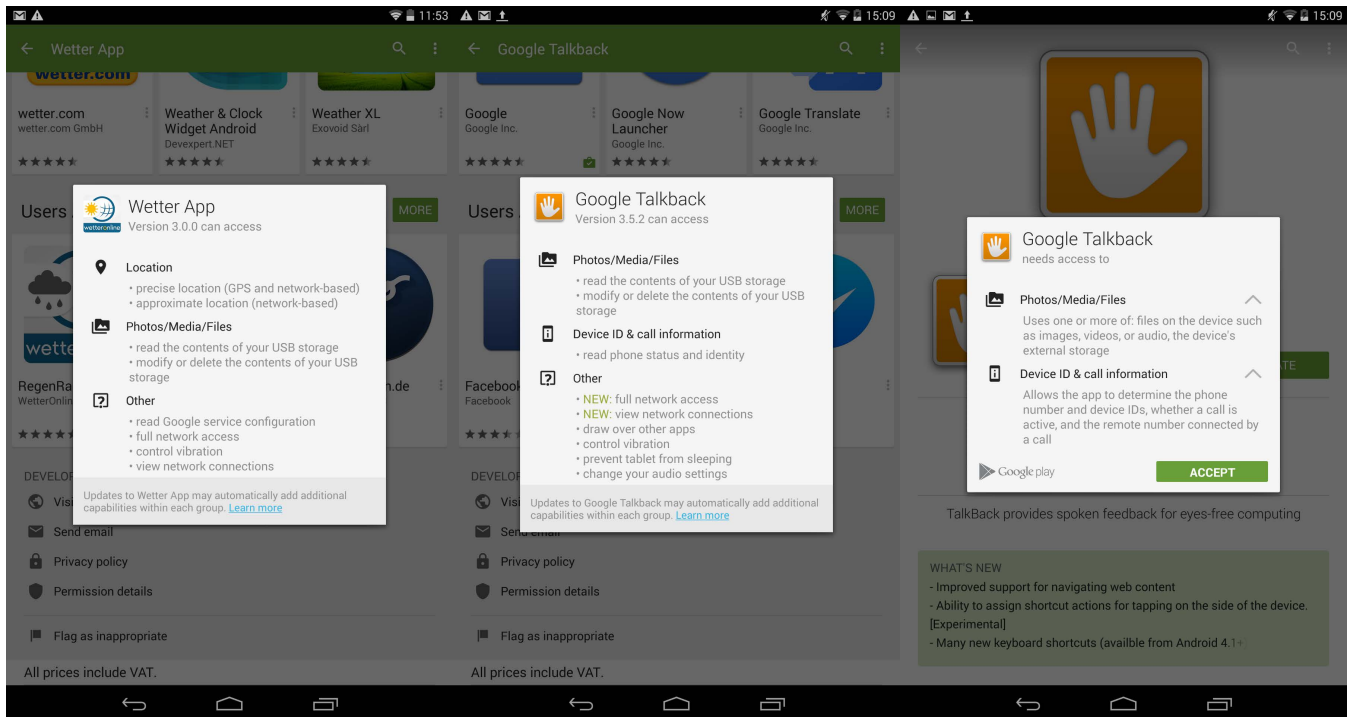 11:53
Wetter App
wetter.com
wetter.com
wetter.com GmbH
Weather & Clock
Widget Android
Devexpert.NET
Weather XL
Exovoid Sàrl
Users
MORE
Wetter App
Version 3.0.0 can access
wetteronline
Location
• precise location (GPS and network-based)
• approximate location (network-based)
Photos/Media/Files
• read the contents of your USB storage
• modify or delete the contents of your USB
storage
Other
• read Google service configuration
• full network access
• control vibration
• view network connections
Updates to Wetter App may automatically add additional
capabilities within each group. Learn more
wette
RegenRa
WetterOnlin
n.de
DEVELOP
Visi
Send email
Privacy policy
Permission details
Flag as inappropriate
All prices include VAT.
15:09
Google Talkback
Google
Google Inc.
Google Now
Launcher
Google Inc.
Google Translate
Google Inc.
Users
MORE
Google Talkback
Version 3.5.2 can access
Photos/Media/Files
• read the contents of your USB storage
• modify or delete the contents of your USB
storage
Device ID & call information
• read phone status and identity
Other
• NEW: full network access
• NEW: view network connections
• draw over other apps
• control vibration
• prevent tablet from sleeping
• change your audio settings
Updates to Google Talkback may automatically add additional
capabilities within each group. Learn more
Facebook
Facebook
DEVELOP
Visi
Send email
Privacy policy
Permission details
Flag as inappropriate
All prices include VAT.
15:09
Google Talkback
needs access to
Photos/Media/Files
Uses one or more of: files on the device such
as images, videos, or audio, the device's
external storage
Device ID & call information
Allows the app to determine the phone
number and device IDs, whether a call is
active, and the remote number connected by
a call
Google play
ACCEPT
TE
TalkBack provides spoken feedback for eyes-free computing
WHAT'S NEW
- Improved support for navigating web content
- Ability to assign shortcut actions for tapping on the side of the device.
[Experimental]
- Many new keyboard shortcuts (availble from Android 4.1+